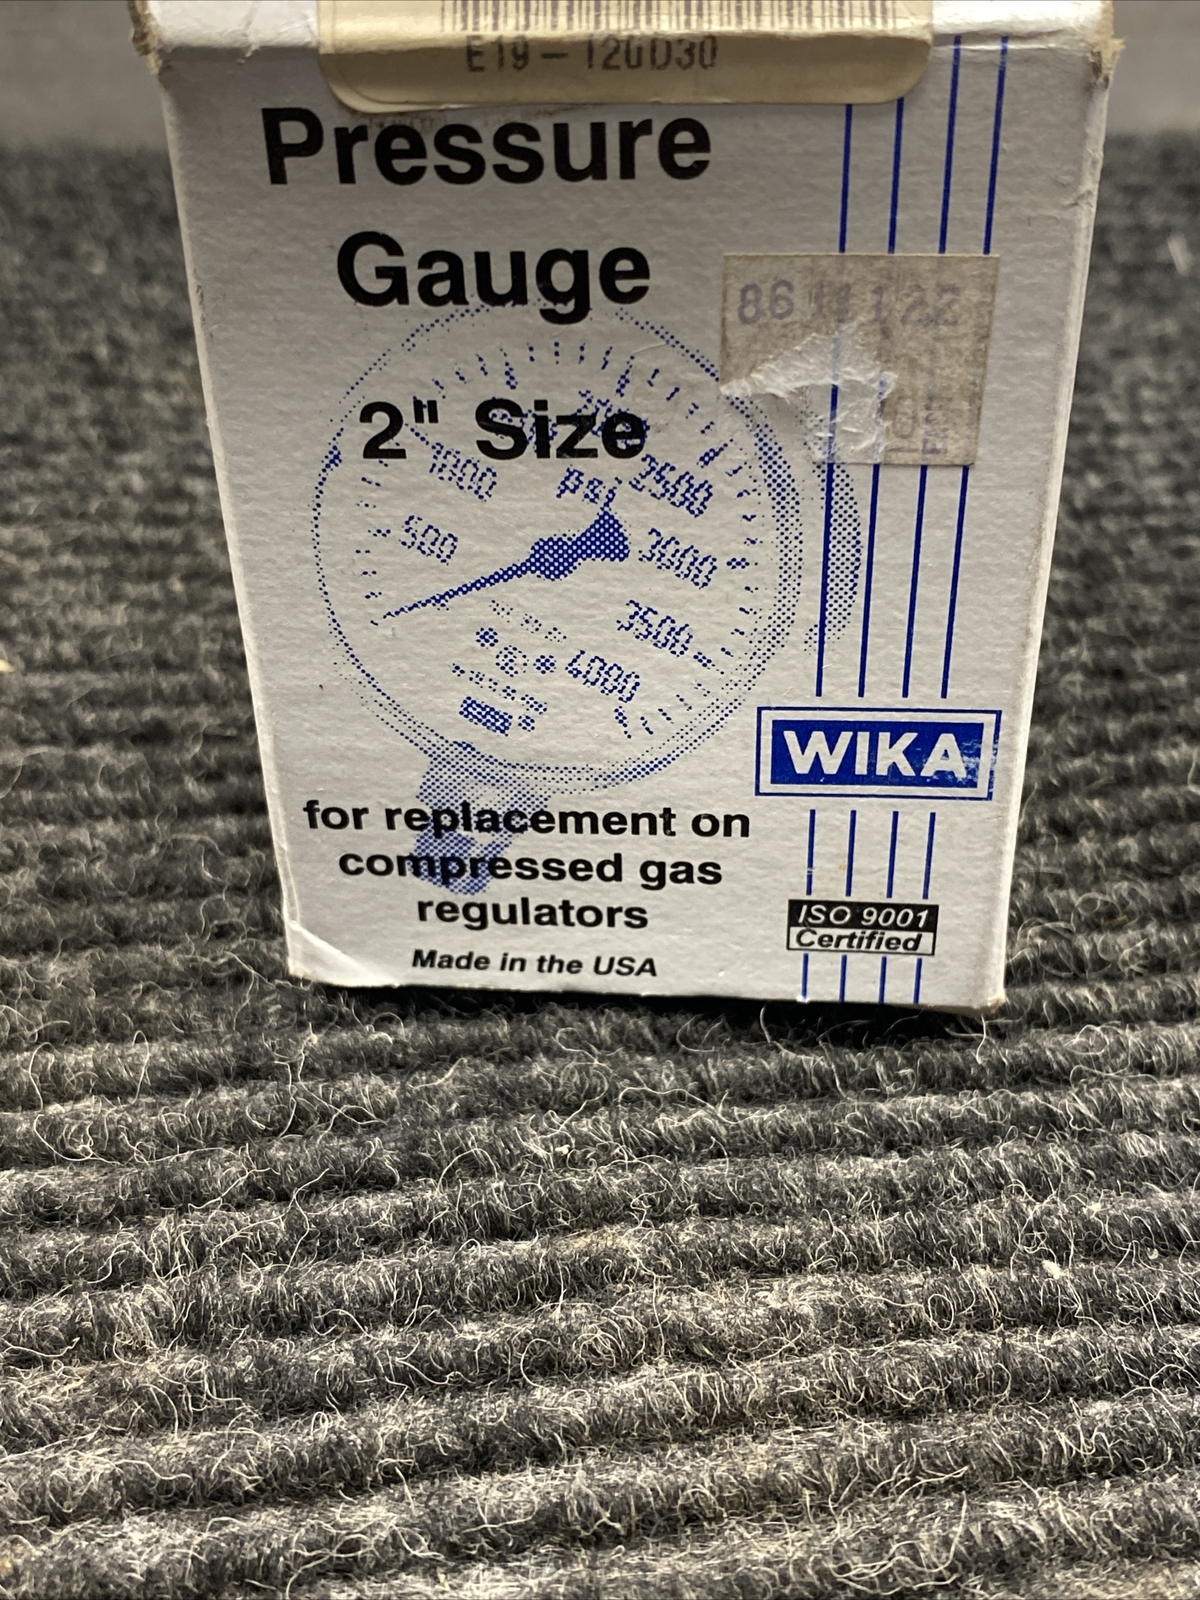 E19-12GD30
Pressure
Gauge
2" Size
1000
psi
2500
500
3000
3500
4000
WIKA
for replacement on
compressed gas
regulators
ISO 9001
Certified
Made in the USA